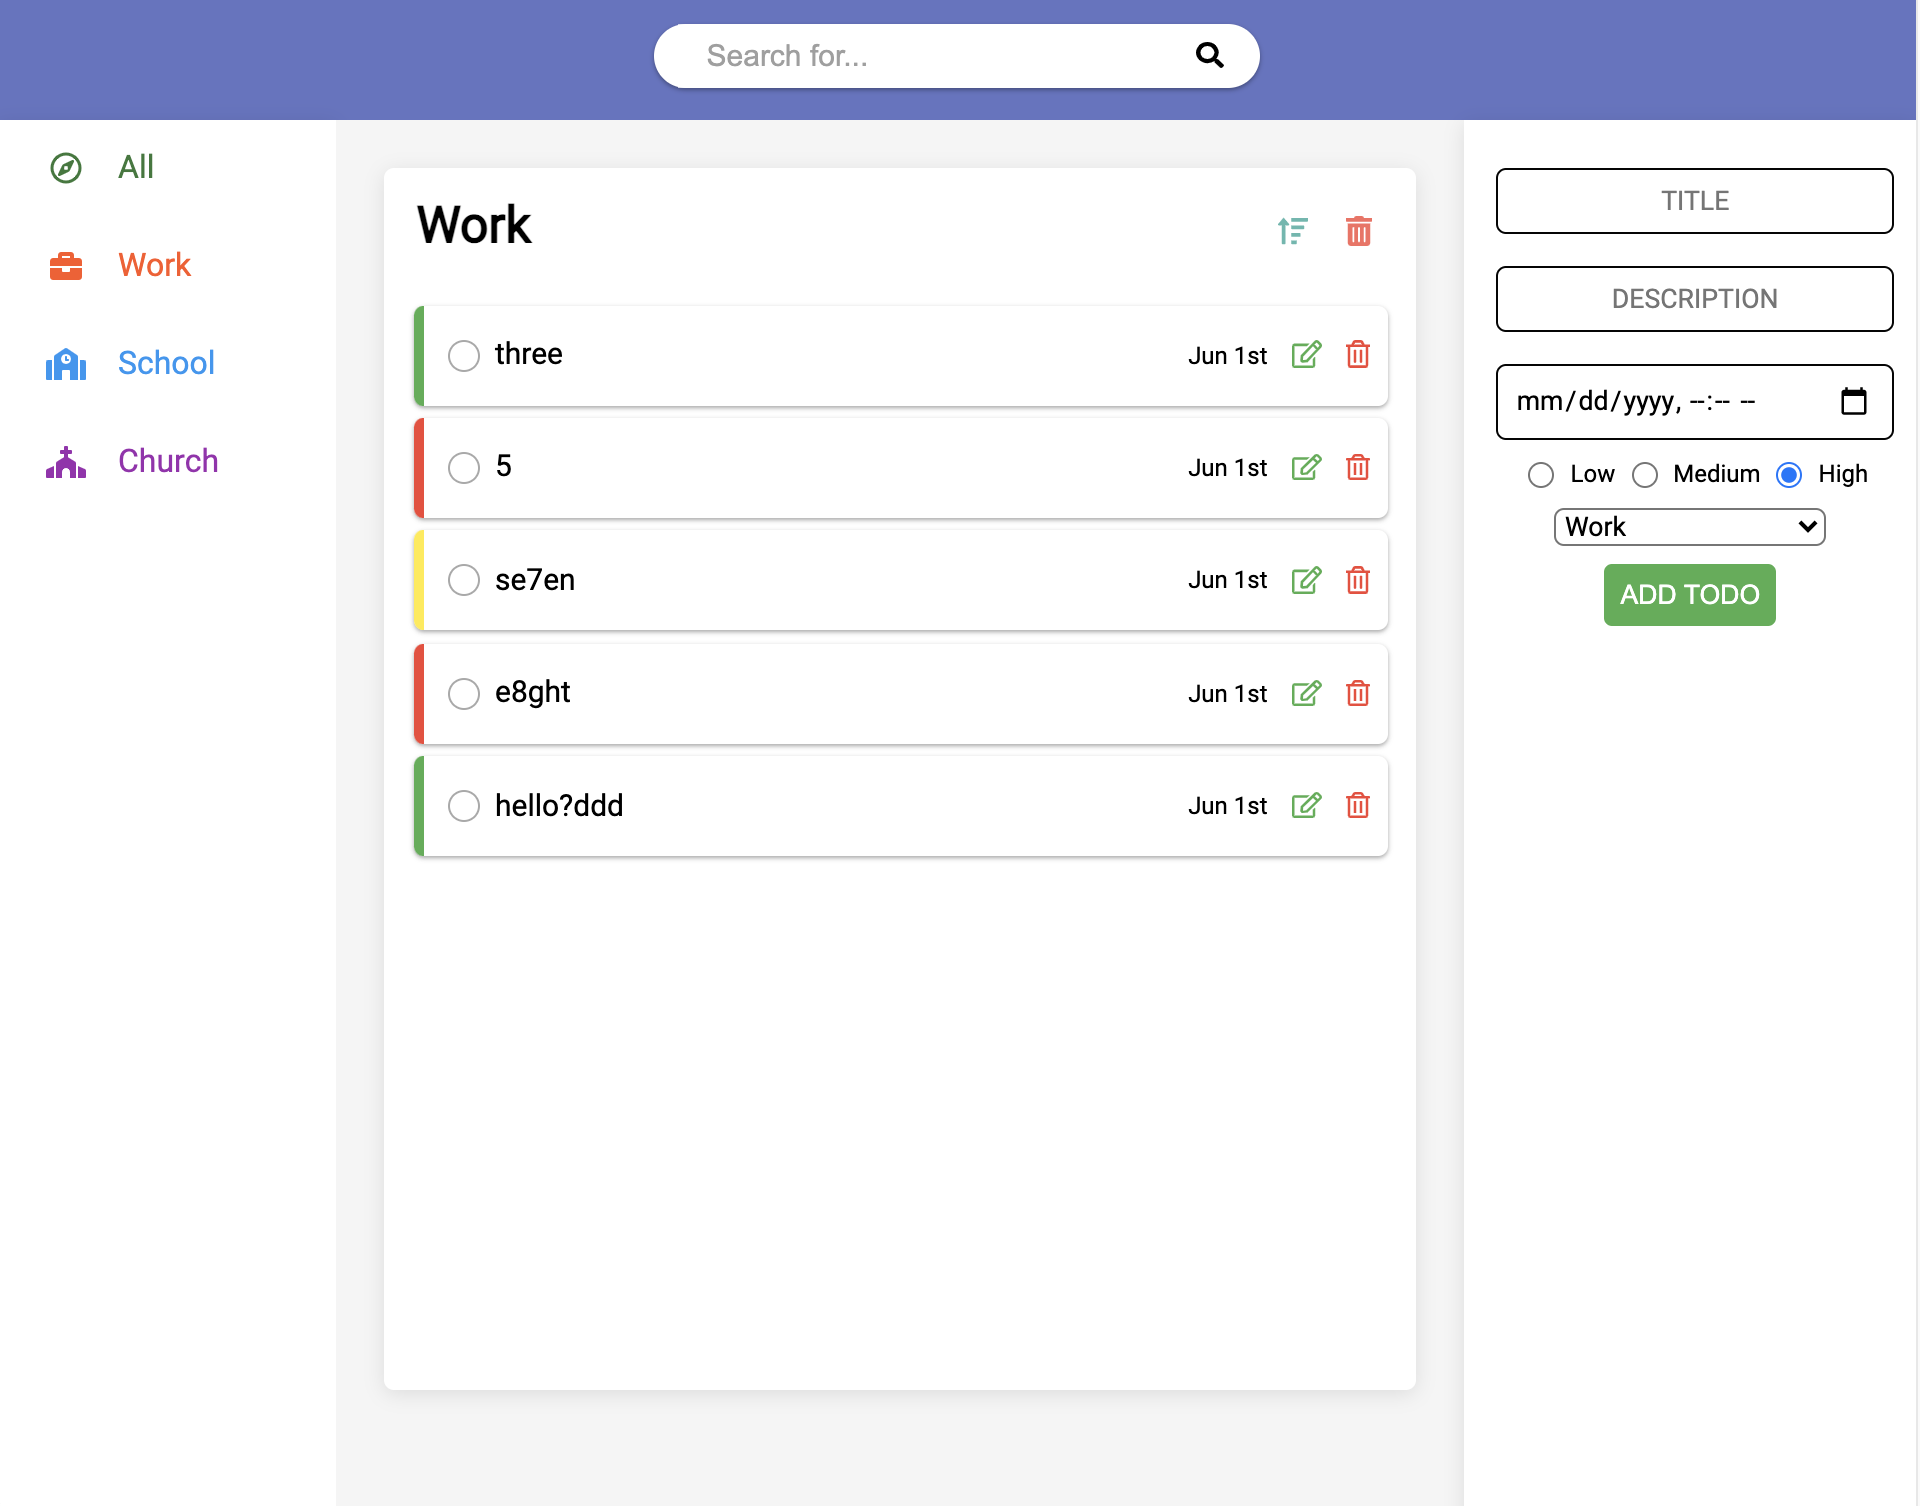 Search for...
All
Work
School
Church
Work
three Jun 1st
5 Jun 1st
se7en Jun 1st
e8ght Jun 1st
hello?ddd Jun 1st
TITLE
DESCRIPTION
mm/dd/yyyy, --:-- --
Low Medium High
Work
ADD TODO